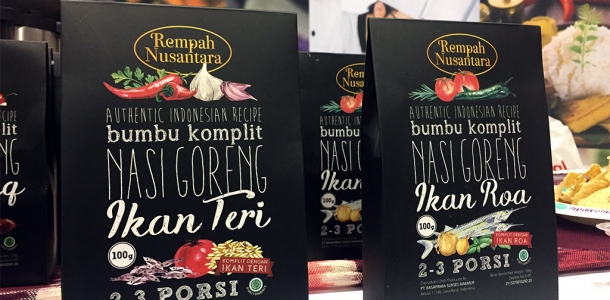 Rempah
Nusantara
AUTHENTIC INDONESIAN RECIPE
bumbu komplit
NASI GORENG
Ikan Teri
100g
KOMPLIT DENGAN
IKAN TERI
2-3 PORSI
Rempah
Nusantara
AUTHENTIC INDONESIAN RECIPE
bumbu komplit
NASI GORENG
Ikan Roa
100g
KOMPLIT DENGAN
IKAN ROA
2-3 PORSI